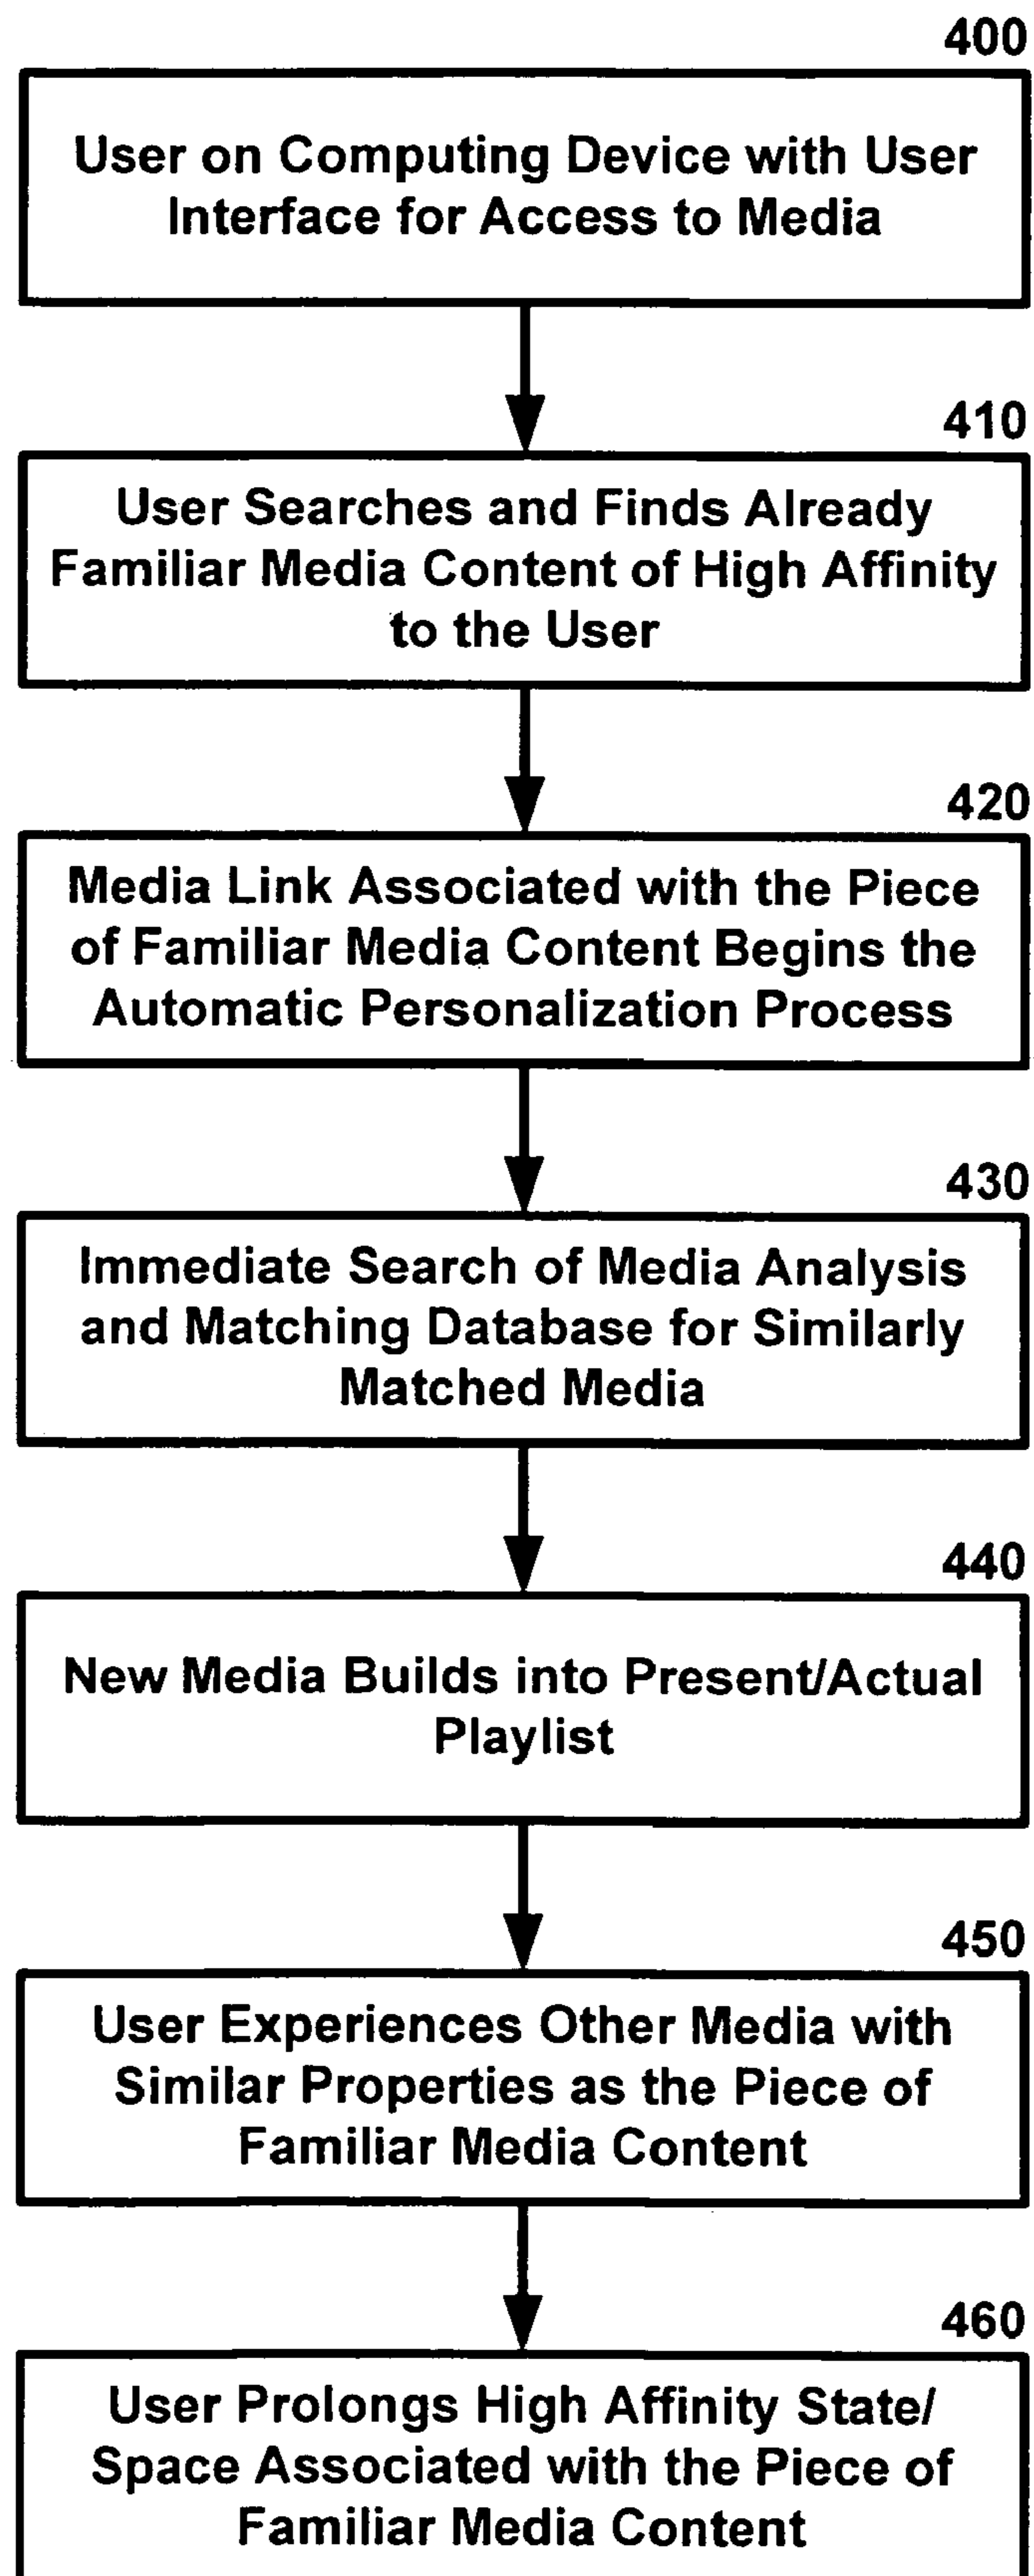 400
User on Computing Device with User
Interface for Access to Media
410
User Searches and Finds Already
Familiar Media Content of High Affinity
to the User
420
Media Link Associated with the Piece
of Familiar Media Content Begins the
Automatic Personalization Process
430
Immediate Search of Media Analysis
and Matching Database for Similarly
Matched Media
440
New Media Builds into Present/Actual
Playlist
450
User Experiences Other Media with
Similar Properties as the Piece of
Familiar Media Content
460
User Prolongs High Affinity State/
Space Associated with the Piece of
Familiar Media Content